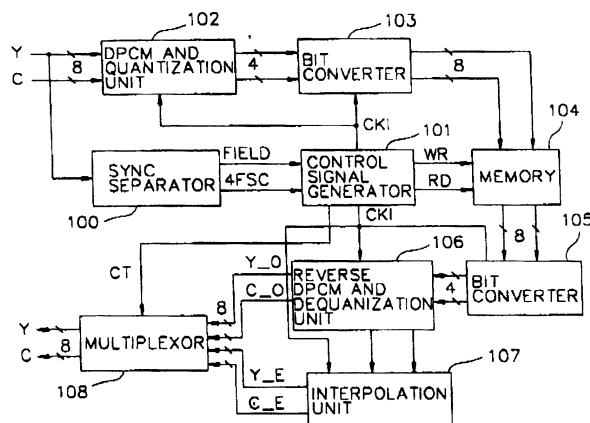 102
103
Y
C
8
DPCM AND
QUANTIZATION
UNIT
4
BIT
CONVERTER
8
104
CKI
101
SYNC
SEPARATOR
100
FIELD
4FSC
CONTROL
SIGNAL
GENERATOR
WR
RD
MEMORY
CKI
106
8
105
CT
Y_O
C_O
8
REVERSE
DPCM AND
DEQUANIZATION
UNIT
4
BIT
CONVERTER
Y
C
8
MULTIPLEXOR
108
Y_E
C_E
107
INTERPOLATION
UNIT